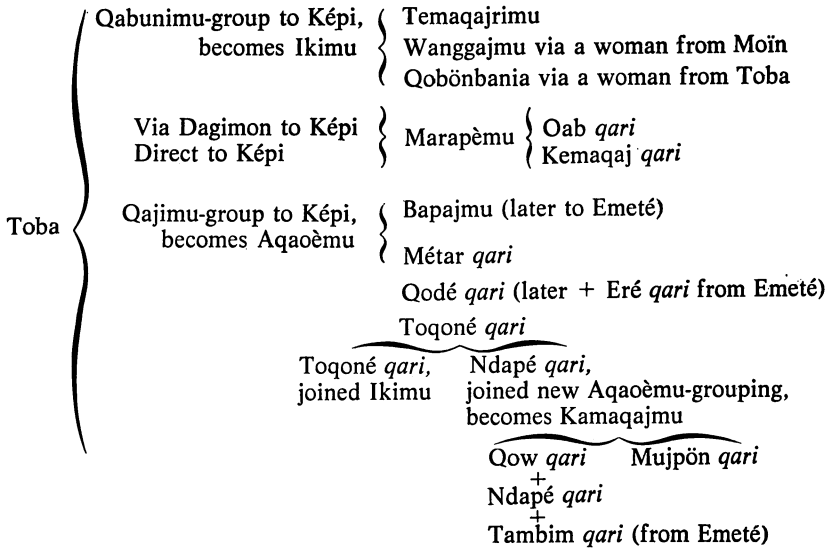 Qabunimu-group to Képi,
becomes Ikimu
Temaqajrimu
Wanggajmu via a woman from Moïn
Qobönbania via a woman from Toba
Via Dagimon to Képi
Direct to Képi
Marapèmu
Oab qari
Kemaqaj qari
Toba
Qajimu-group to Képi,
becomes Aqaoèmu
Bapajmu (later to Emeté)
Métar qari
Qodé qari (later + Eré qari from Emeté)
Toqoné qari
Toqoné qari,
joined Ikimu
Ndapé qari,
joined new Aqaoèmu-grouping,
becomes Kamaqajmu
Qow qari
Mujpön qari
+
Ndapé qari
+
Tambim qari (from Emeté)